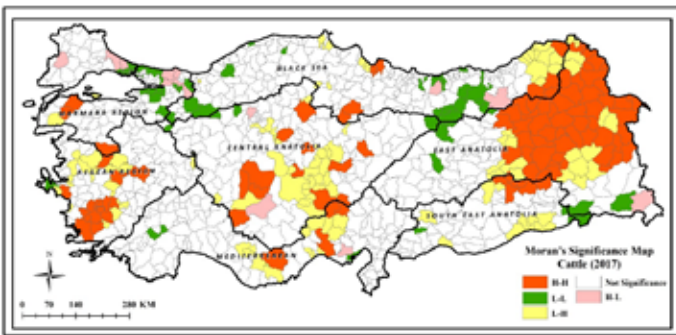 BLACK SEA
MARMARA REGION
CENTRAL ANATOLIA
EAST ANATOLIA
AEGEAN REGION
SOUTH EAST ANATOLIA
MEDITERRANEAN
N
0 70 140 280 KM
Moran's Significance Map
Cattle (2017)
H-H Not Significance
L-L H-L
L-H